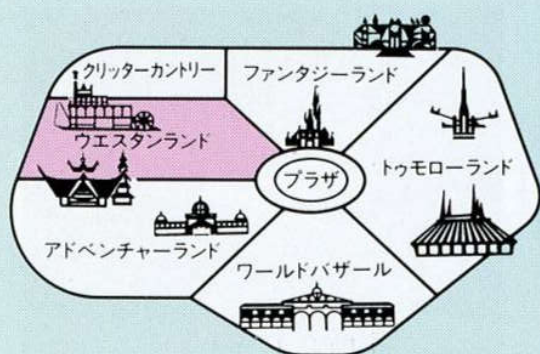 クリッターカントリー
ファンタジーランド
ウエスタンランド
トゥモローランド
プラザ
アドベンチャーランド
ワールドバザール